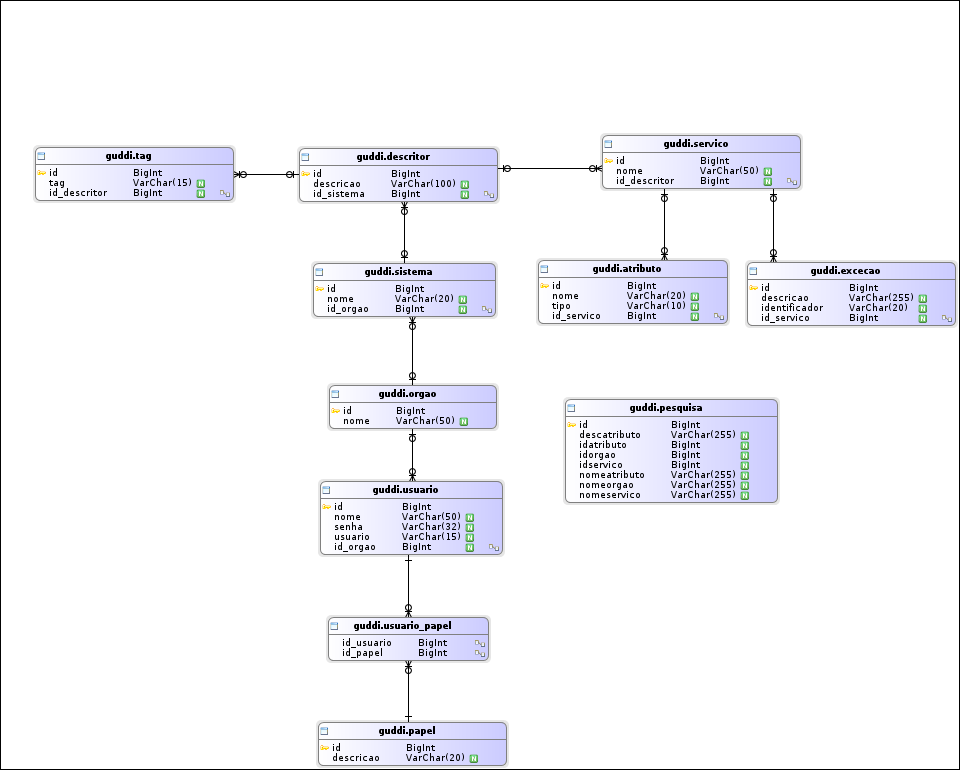 guddi.tag
id BigInt
tag VarChar(15) N
id_descritor BigInt N
guddi.descritor
id BigInt
descricao VarChar(100) N
id_sistema BigInt N
guddi.servico
id BigInt
nome VarChar(50) N
id_descritor BigInt N
guddi.sistema
id BigInt
nome VarChar(20) N
id_orgao BigInt N
guddi.atributo
id BigInt
nome VarChar(20) N
tipo VarChar(10) N
id_servico BigInt N
guddi.excecao
id BigInt
descricao VarChar(255) N
identificador VarChar(20) N
id_servico BigInt N
guddi.orgao
id BigInt
nome VarChar(50) N
guddi.pesquisa
id BigInt
descatributo VarChar(255) N
idatributo BigInt N
idorgao BigInt N
idservico BigInt N
nomeatributo VarChar(255) N
nomeorgao VarChar(255) N
nomeservico VarChar(255) N
guddi.usuario
id BigInt
nome VarChar(50) N
senha VarChar(32) N
usuario VarChar(15) N
id_orgao BigInt N
guddi.usuario_papel
id_usuario BigInt
id_papel BigInt
guddi.papel
id BigInt
descricao VarChar(20) N